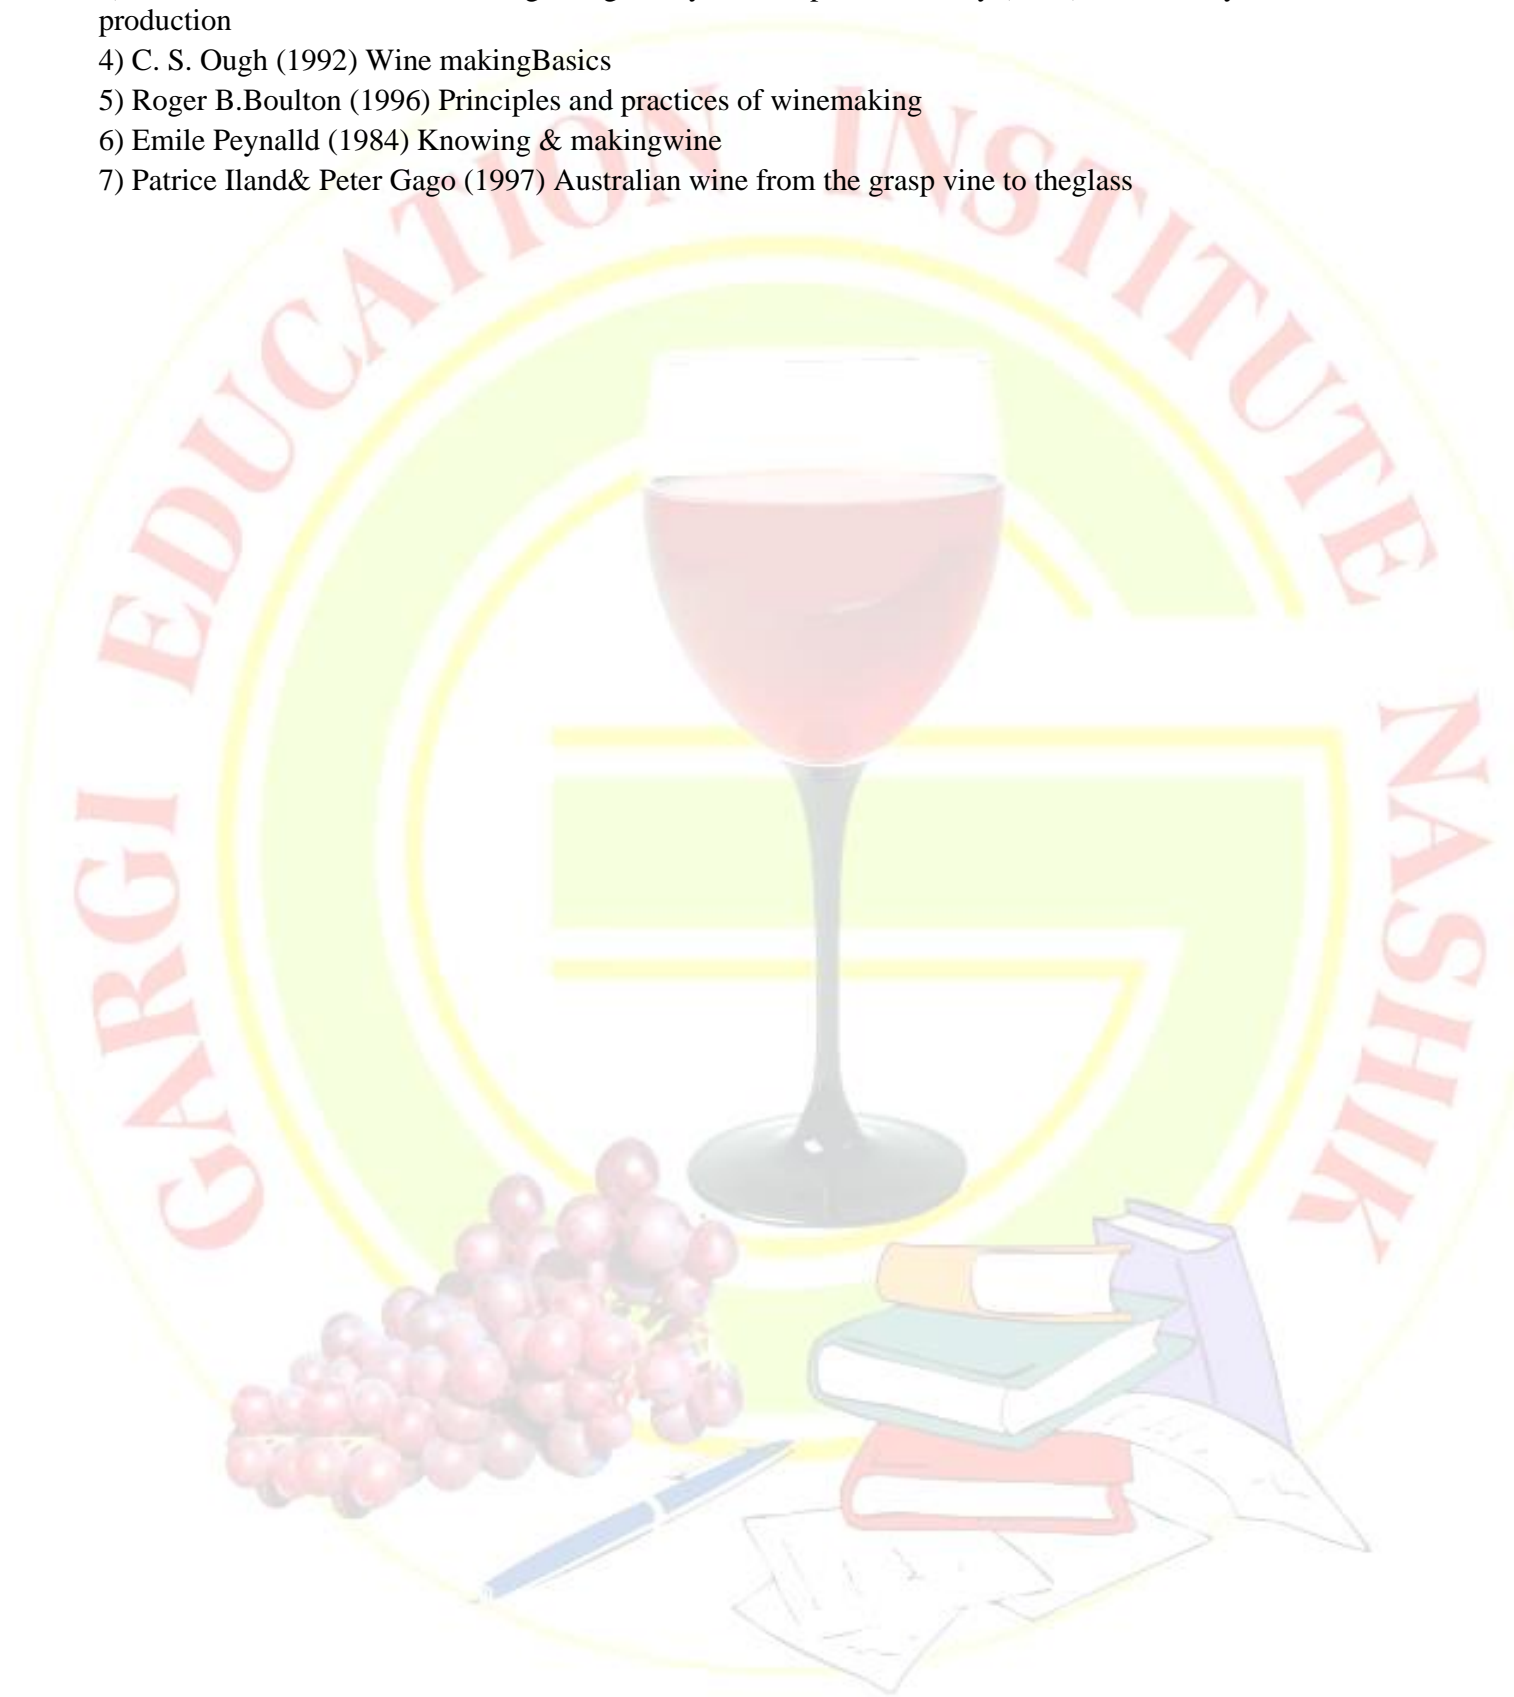 production
4) C. S. Ough (1992) Wine makingBasics
5) Roger B.Boulton (1996) Principles and practices of winemaking
6) Emile Peynalld (1984) Knowing & makingwine
7) Patrice Iland& Peter Gago (1997) Australian wine from the grasp vine to theglass
GARGI EDUCATION INSTITUTE NASHIK